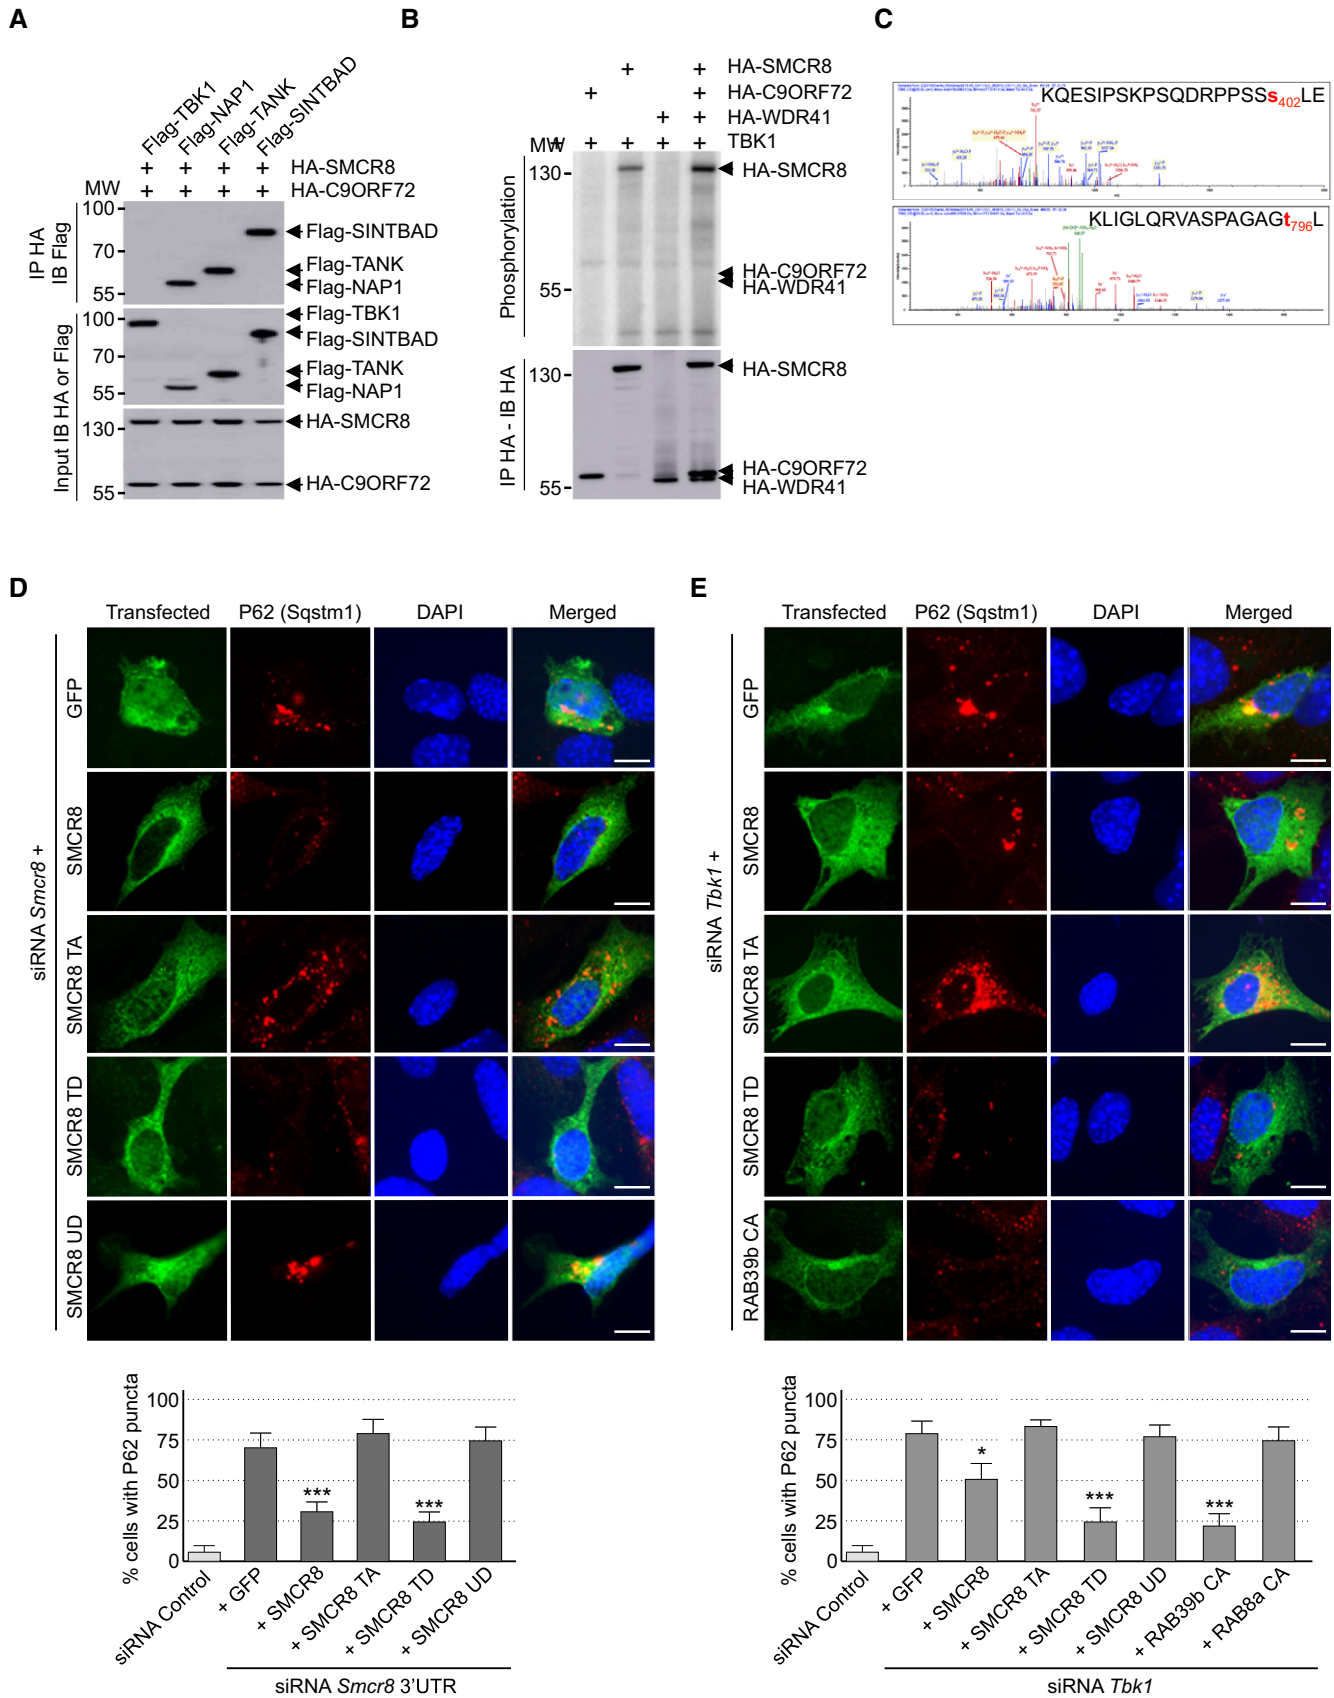 A
Flag-TBK1
Flag-NAP1
Flag-TANK
Flag-SINTBAD
+ + + + HA-SMCR8
MW + + + + HA-C9ORF72
IP HA
IB Flag
100
70
55
Flag-SINTBAD
Flag-TANK
Flag-NAP1
Input IB HA or Flag
100
70
55
Flag-TBK1
Flag-SINTBAD
Flag-TANK
Flag-NAP1
130
55
HA-SMCR8
HA-C9ORF72
B
+ + HA-SMCR8
+ + HA-C9ORF72
+ + HA-WDR41
MW + + + + + TBK1
Phosphorylation
130
55
HA-SMCR8
HA-C9ORF72
HA-WDR41
IP HA - IB HA
130
55
HA-SMCR8
HA-C9ORF72
HA-WDR41
C
KQESIPSKPSQDRPPSSs402LE
KLIGLQRVASPAGAGt796L
D
Transfected P62 (Sqstm1) DAPI Merged
siRNA Smcr8 +
GFP
SMCR8
SMCR8 TA
SMCR8 TD
SMCR8 UD
% cells with P62 puncta
100
75
50
25
0
*** ***
siRNA Control
+ GFP
+ SMCR8
+ SMCR8 TA
+ SMCR8 TD
+ SMCR8 UD
siRNA Smcr8 3'UTR
E
Transfected P62 (Sqstm1) DAPI Merged
siRNA Tbk1 +
GFP
SMCR8
SMCR8 TA
SMCR8 TD
RAB39b CA
% cells with P62 puncta
100
75
50
25
0
* *** ***
siRNA Control
+ GFP
+ SMCR8
+ SMCR8 TA
+ SMCR8 TD
+ SMCR8 UD
+ RAB39b CA
+ RAB8a CA
siRNA Tbk1